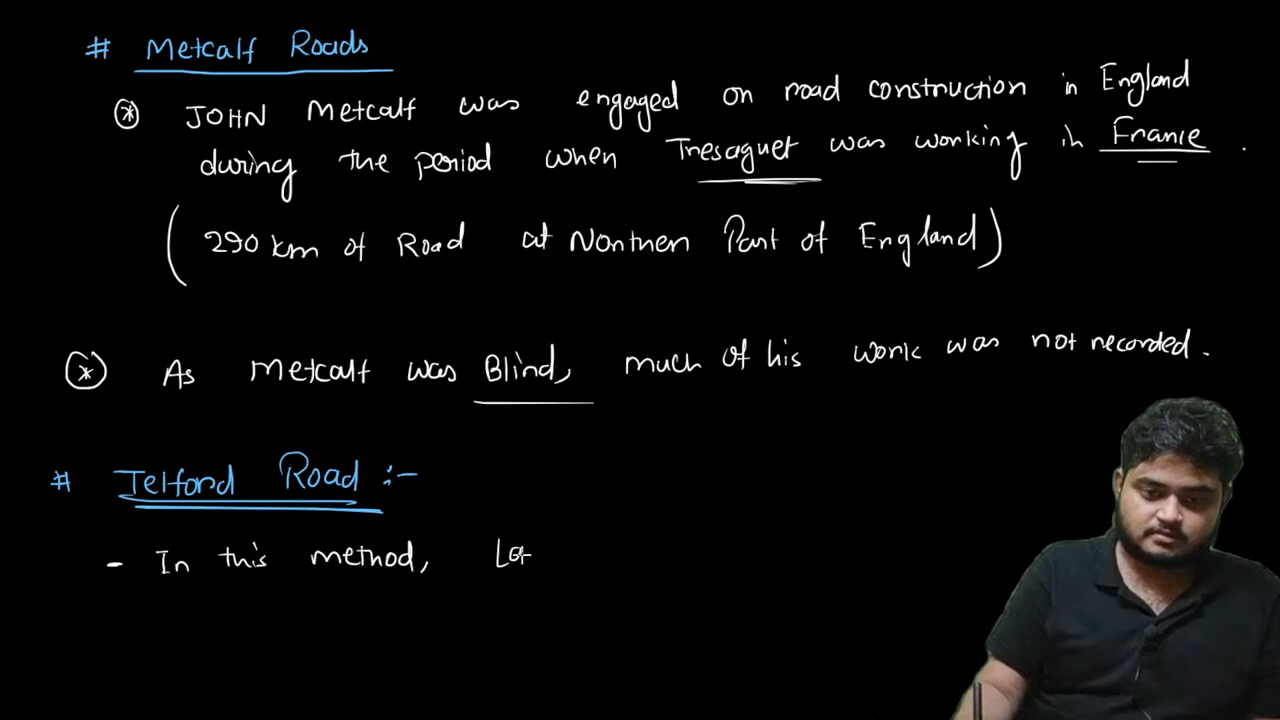 # Metcalf Roads
* JOHN Metcalf was engaged on road construction in England
during the period when Tresaguet was working in France.
(290 km of Road at Northen Part of England)
* As Metcalf was Blind, much of his work was not recorded.
# Telford Road :-
- In this method,